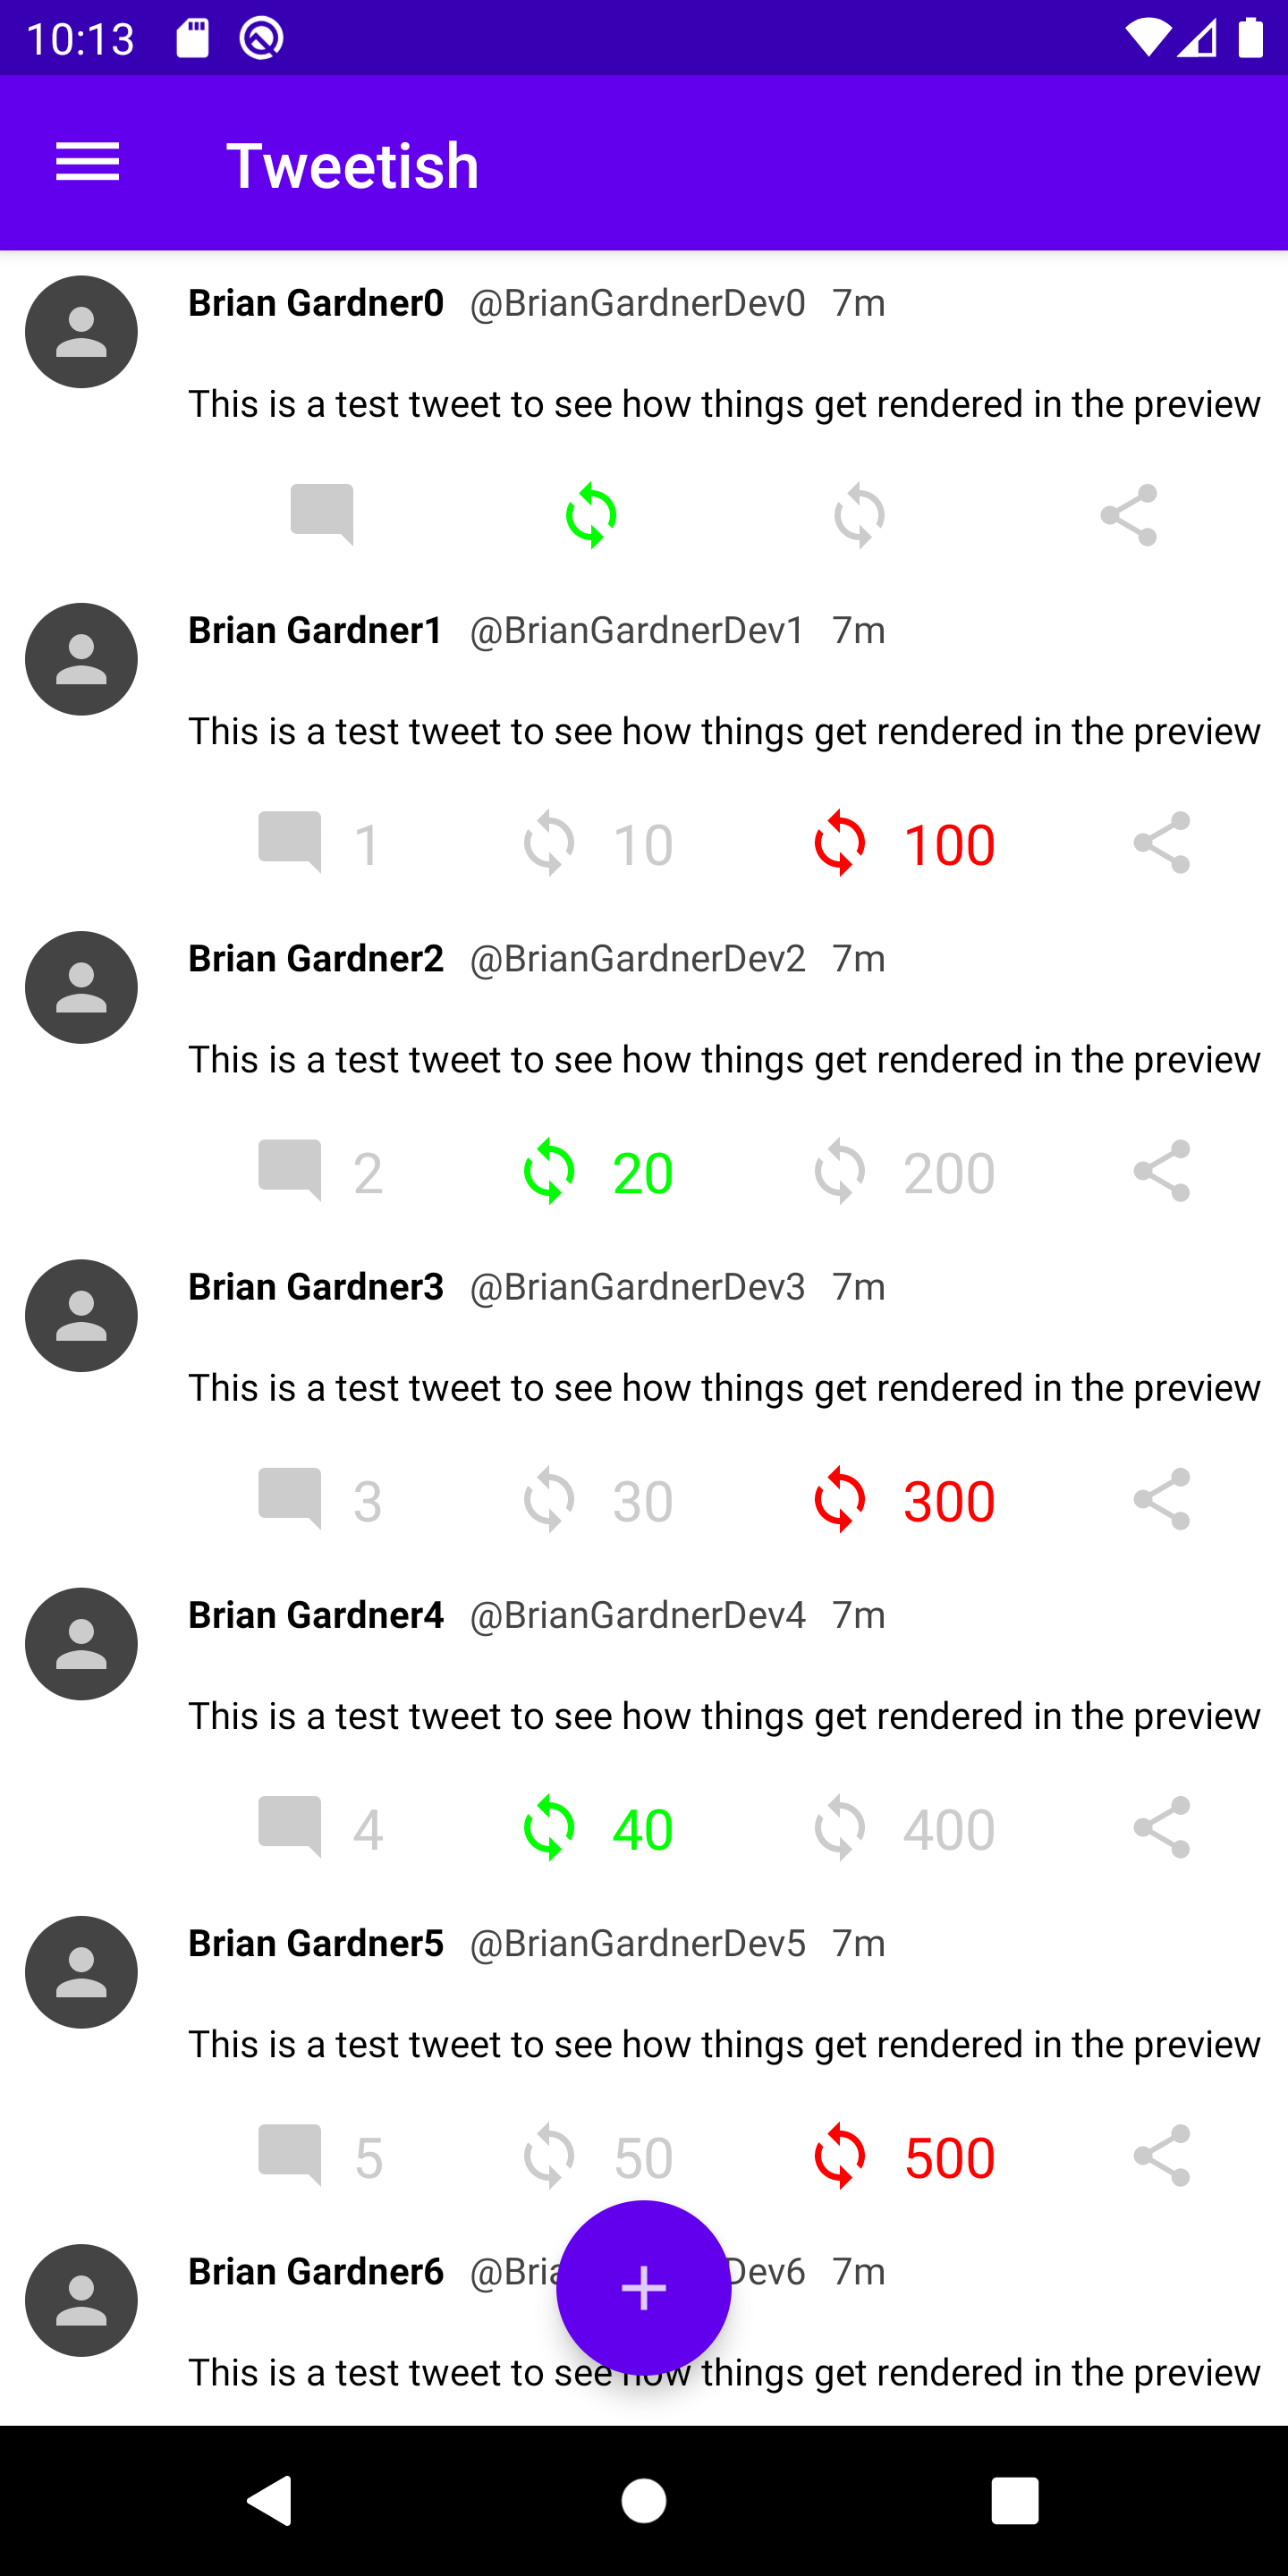 10:13
Tweetish
Brian Gardner0 @BrianGardnerDev0 7m
This is a test tweet to see how things get rendered in the preview
Brian Gardner1 @BrianGardnerDev1 7m
This is a test tweet to see how things get rendered in the preview
1 10 100
Brian Gardner2 @BrianGardnerDev2 7m
This is a test tweet to see how things get rendered in the preview
2 20 200
Brian Gardner3 @BrianGardnerDev3 7m
This is a test tweet to see how things get rendered in the preview
3 30 300
Brian Gardner4 @BrianGardnerDev4 7m
This is a test tweet to see how things get rendered in the preview
4 40 400
Brian Gardner5 @BrianGardnerDev5 7m
This is a test tweet to see how things get rendered in the preview
5 50 500
Brian Gardner6 7m
This is a test tweet to see how things get rendered in the preview